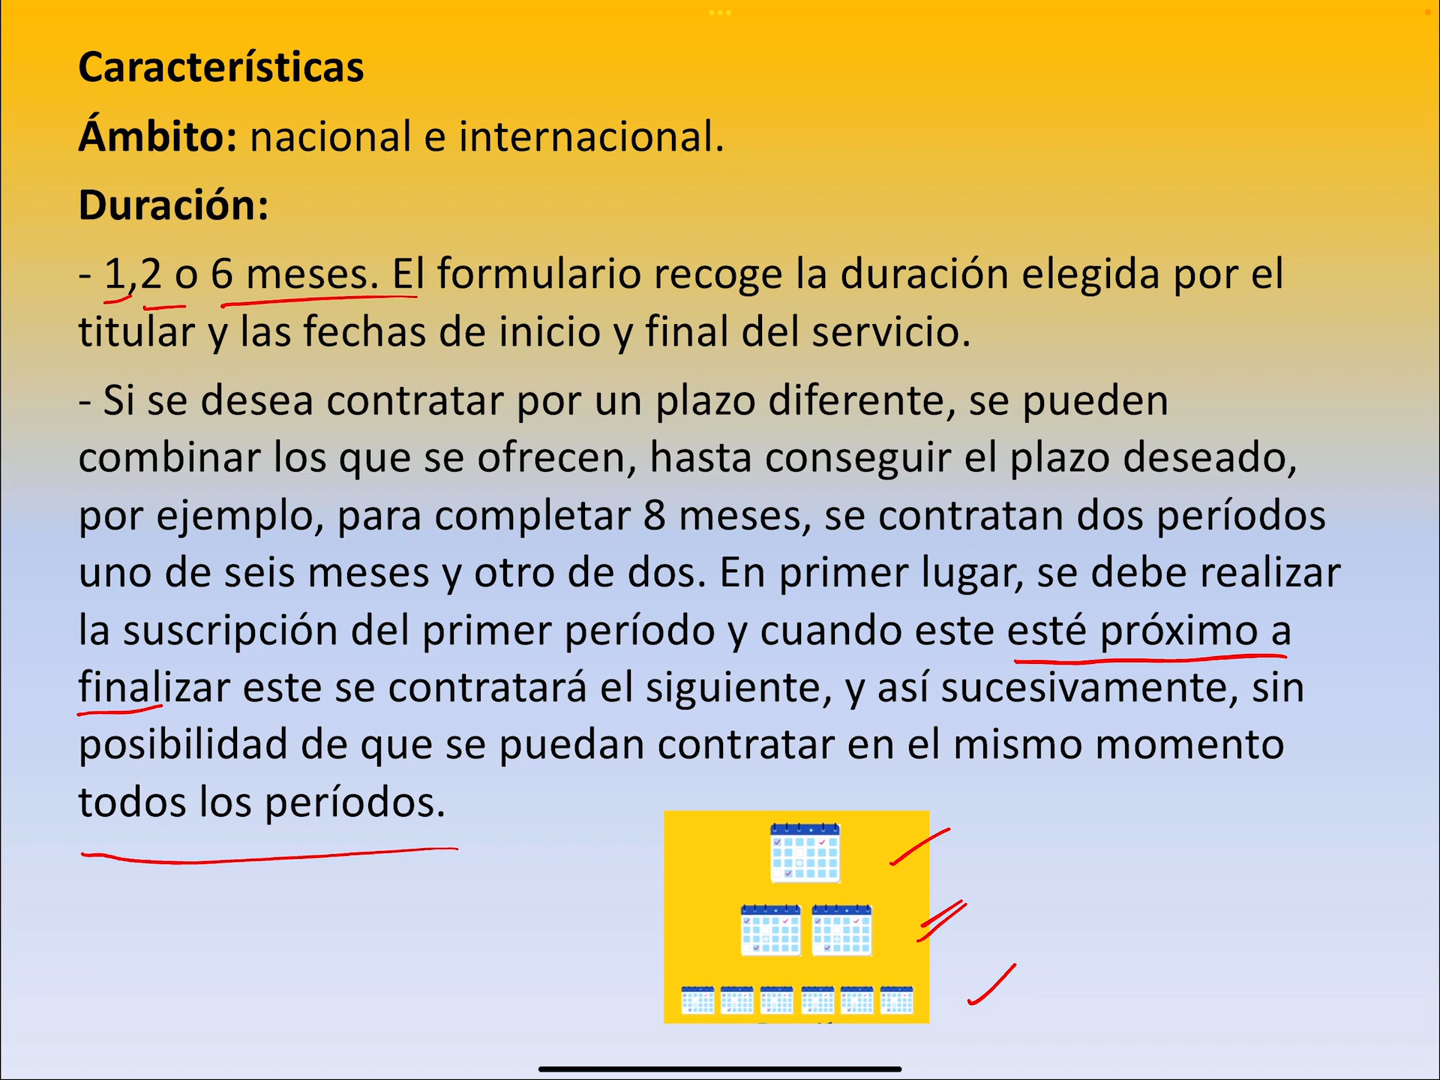 Características
Ámbito: nacional e internacional.
Duración:
- 1,2 o 6 meses. El formulario recoge la duración elegida por el
titular y las fechas de inicio y final del servicio.
- Si se desea contratar por un plazo diferente, se pueden
combinar los que se ofrecen, hasta conseguir el plazo deseado,
por ejemplo, para completar 8 meses, se contratan dos períodos
uno de seis meses y otro de dos. En primer lugar, se debe realizar
la suscripción del primer período y cuando este esté próximo a
finalizar este se contratará el siguiente, y así sucesivamente, sin
posibilidad de que se puedan contratar en el mismo momento
todos los períodos.